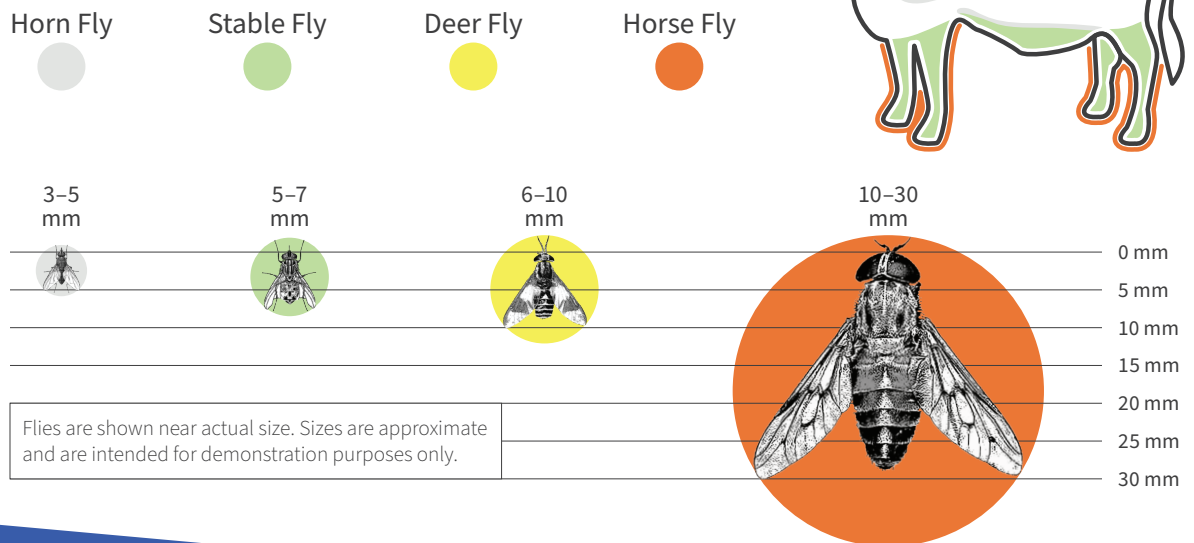 Horn Fly
Stable Fly
Deer Fly
Horse Fly
3–5
mm
5–7
mm
6–10
mm
10–30
mm
0 mm
5 mm
10 mm
15 mm
20 mm
25 mm
30 mm
Flies are shown near actual size. Sizes are approximate
and are intended for demonstration purposes only.